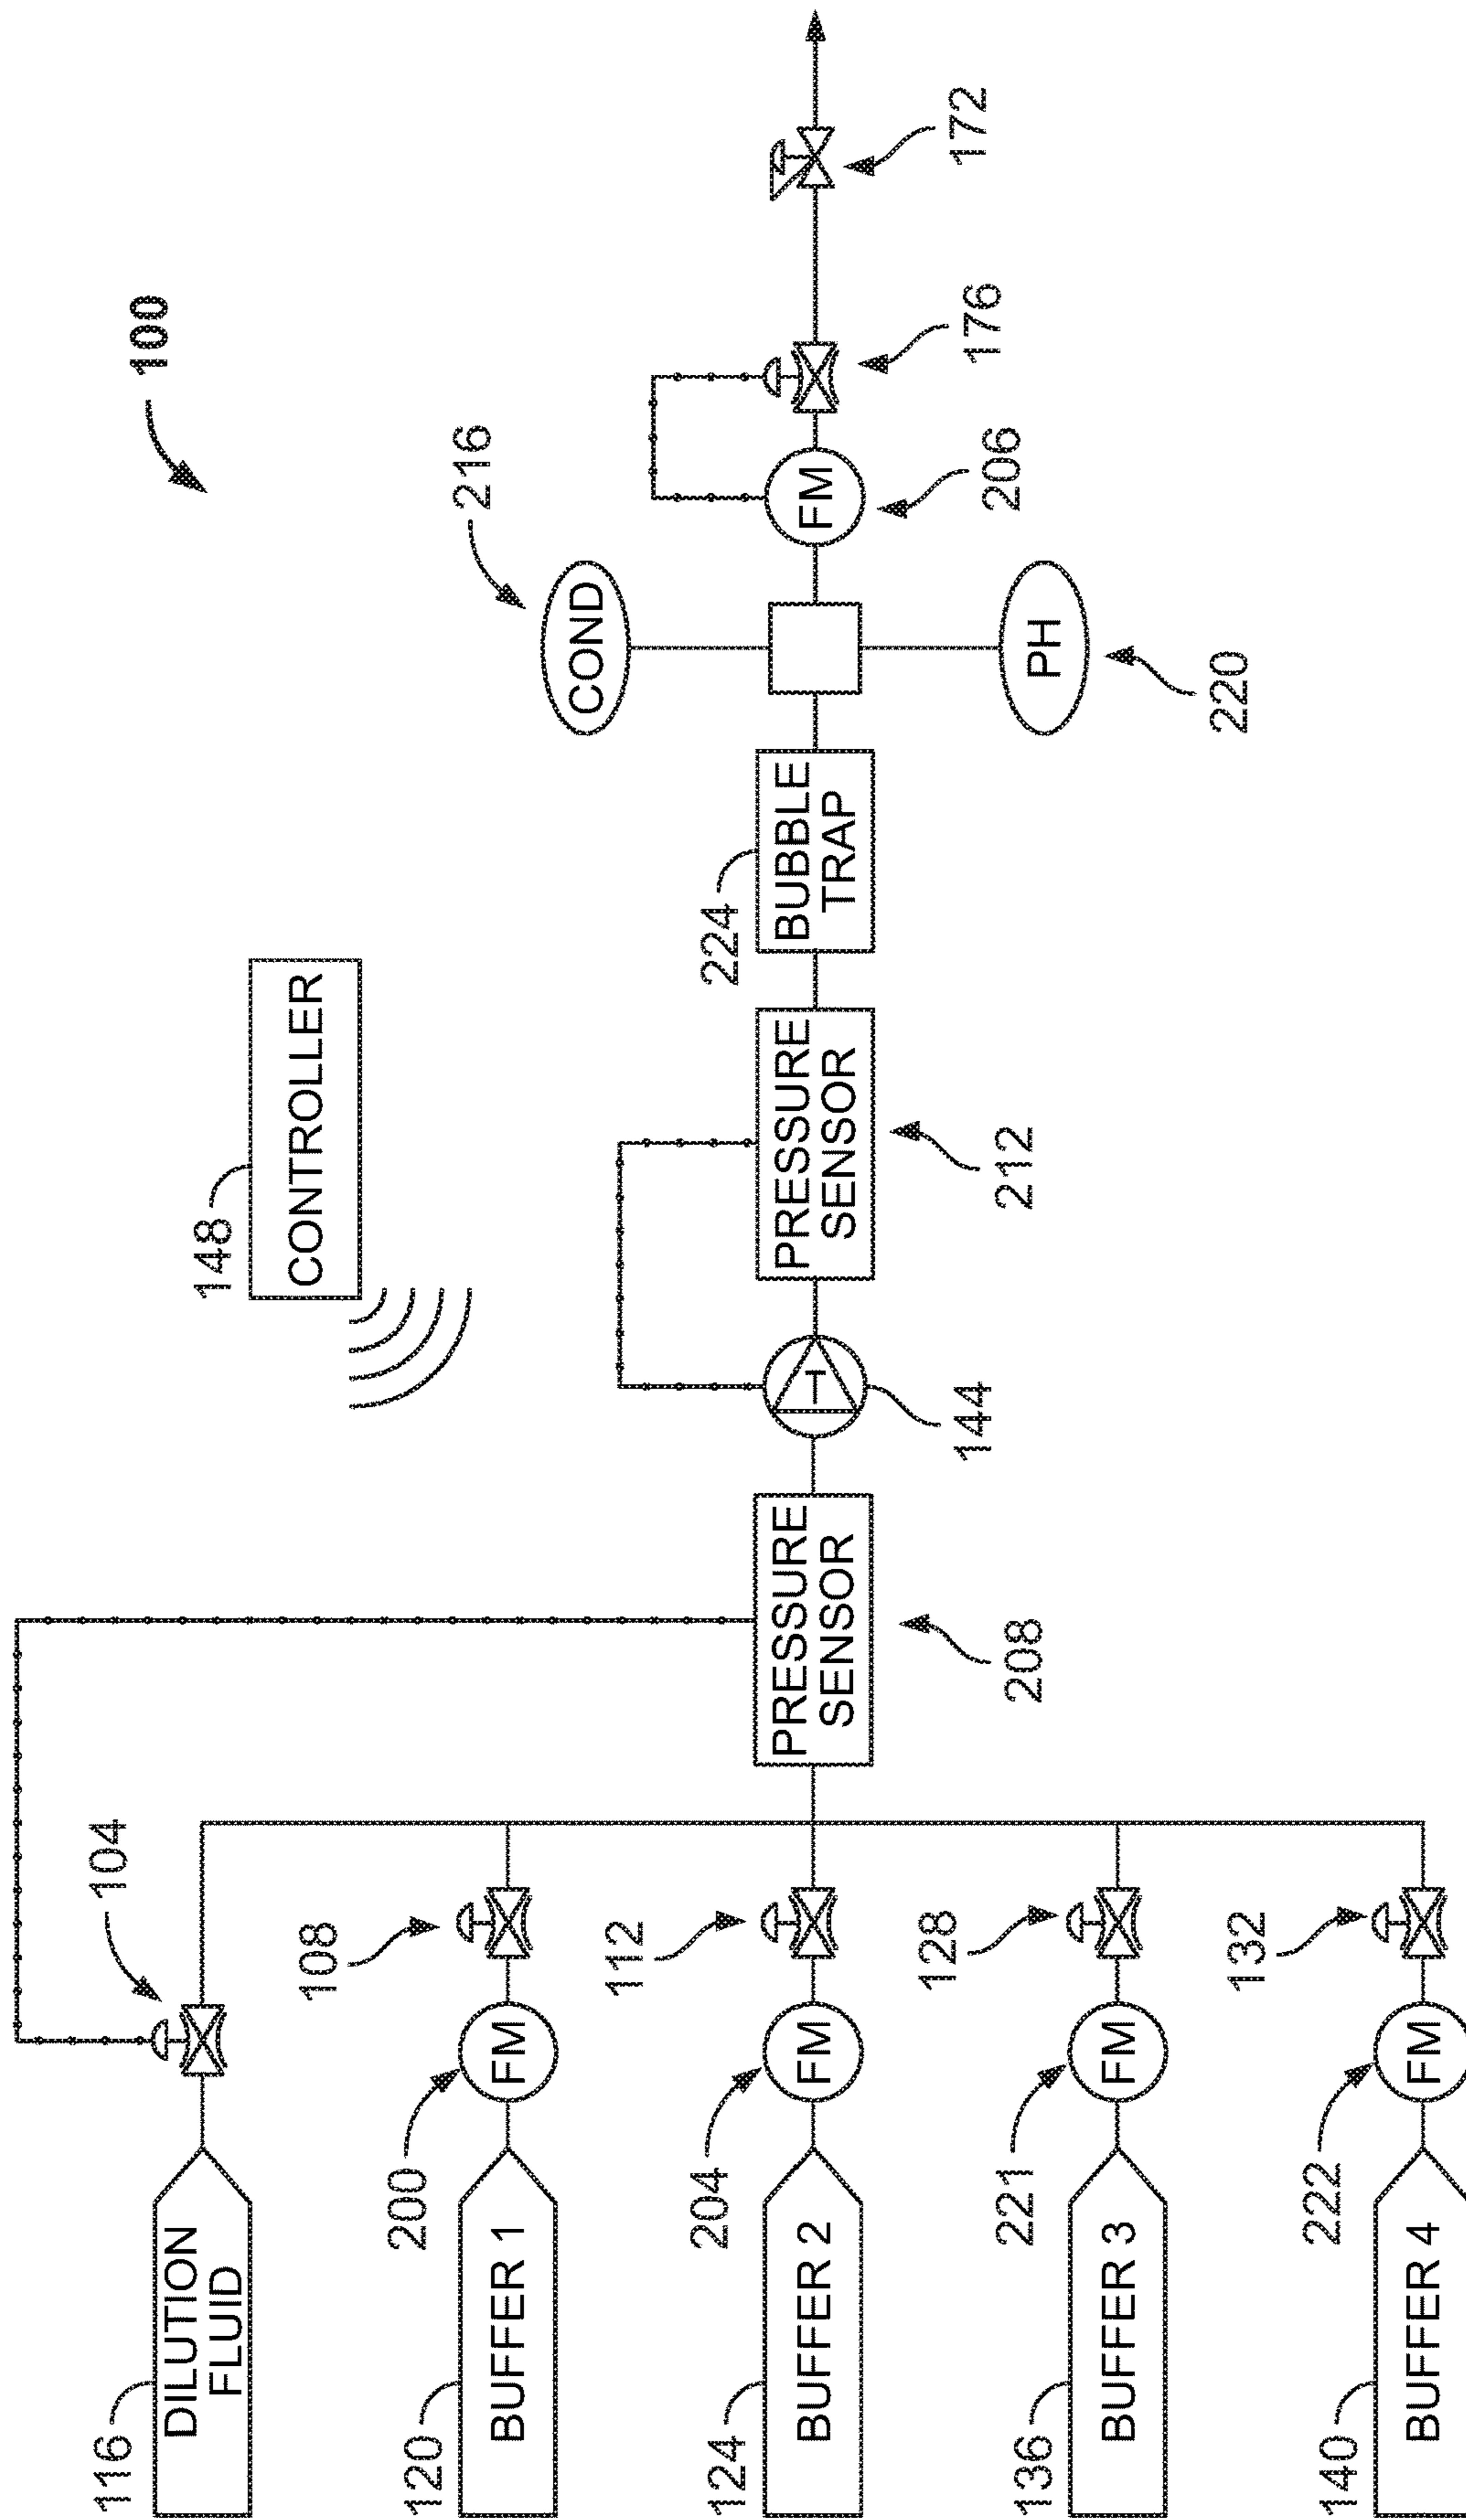 100
148
CONTROLLER
104
116
DILUTION
FLUID
108
200
FM
120
BUFFER 1
112
204
FM
124
BUFFER 2
128
221
FM
136
BUFFER 3
132
222
FM
140
BUFFER 4
PRESSURE
SENSOR
208
T
144
PRESSURE
SENSOR
212
224
BUBBLE
TRAP
216
COND
PH
220
FM
206
176
172